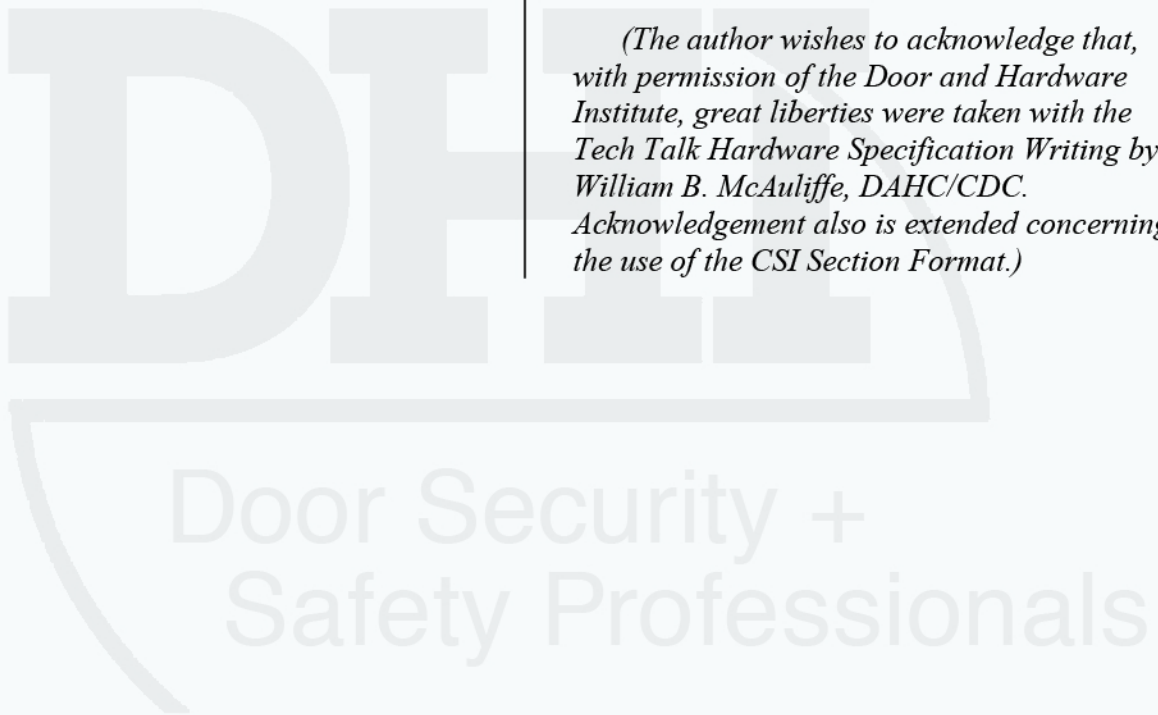 (The author wishes to acknowledge that,
with permission of the Door and Hardware
Institute, great liberties were taken with the
Tech Talk Hardware Specification Writing by
William B. McAuliffe, DAHC/CDC.
Acknowledgement also is extended concerning
the use of the CSI Section Format.)
DHI
Door Security +
Safety Professionals